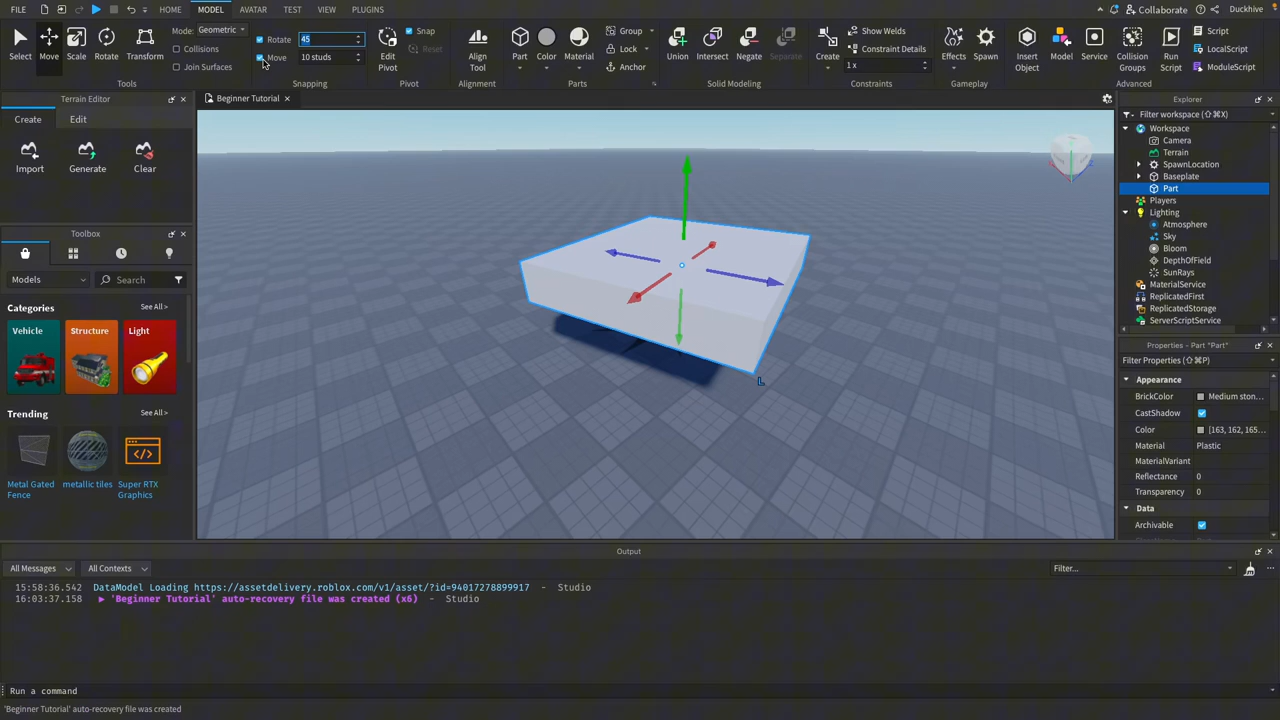 FILE HOME MODEL AVATAR TEST VIEW PLUGINS Collaborate Duckhive
Select Move Scale Rotate Transform
Mode: Geometric
Collisions
Join Surfaces
Tools
Rotate 45
Move 10 studs
Snapping
Edit Pivot
Snap
Reset
Pivot
Align Tool
Alignment
Part Color Material
Group
Lock
Anchor
Parts
Union Intersect Negate Separate
Solid Modeling
Create
Show Welds
Constraint Details
1 x
Constraints
Effects Spawn
Gameplay
Insert Object
Model
Service
Collision Groups
Run Script
Script
LocalScript
ModuleScript
Advanced
Terrain Editor
Create Edit
Import Generate Clear
Toolbox
Models Search
Categories See All >
Vehicle Structure Light
Trending See All >
Metal Gated Fence
metallic tiles
Super RTX Graphics
Beginner Tutorial
L
Explorer
Filter workspace (⇧⌘X)
Workspace
Camera
Terrain
SpawnLocation
Baseplate
Part
Players
Lighting
Atmosphere
Sky
Bloom
DepthOfField
SunRays
MaterialService
ReplicatedFirst
ReplicatedStorage
ServerScriptService
Properties - Part "Part"
Filter Properties (⇧⌘P)
Appearance
BrickColor Medium ston...
CastShadow
Color [163, 162, 165...
Material Plastic
MaterialVariant
Reflectance 0
Transparency 0
Data
Archivable
Output
All Messages All Contexts Filter...
15:58:36.542 DataModel Loading https://assetdelivery.roblox.com/v1/asset/?id=94017278899917 - Studio
16:03:37.158 ▶ 'Beginner Tutorial' auto-recovery file was created (x6) - Studio
Run a command
'Beginner Tutorial' auto-recovery file was created